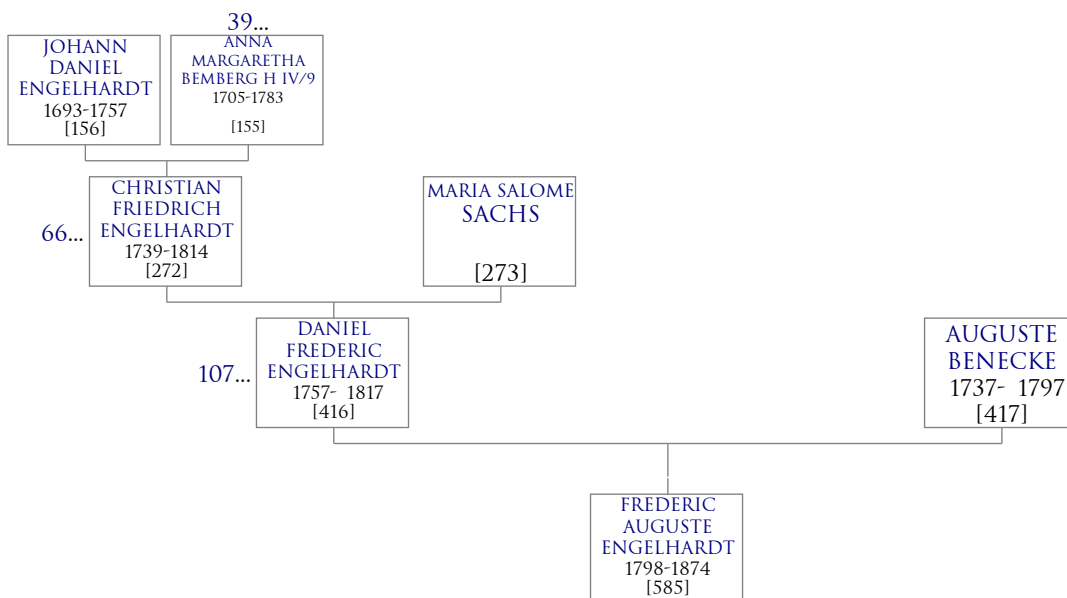 39...
JOHANN
DANIEL
ENGELHARDT
1693-1757
[156]
ANNA
MARGARETHA
BEMBERG H IV/9
1705-1783
[155]
66...
CHRISTIAN
FRIEDRICH
ENGELHARDT
1739-1814
[272]
MARIA SALOME
SACHS
[273]
107...
DANIEL
FREDERIC
ENGELHARDT
1757- 1817
[416]
AUGUSTE
BENECKE
1737- 1797
[417]
FREDERIC
AUGUSTE
ENGELHARDT
1798-1874
[585]